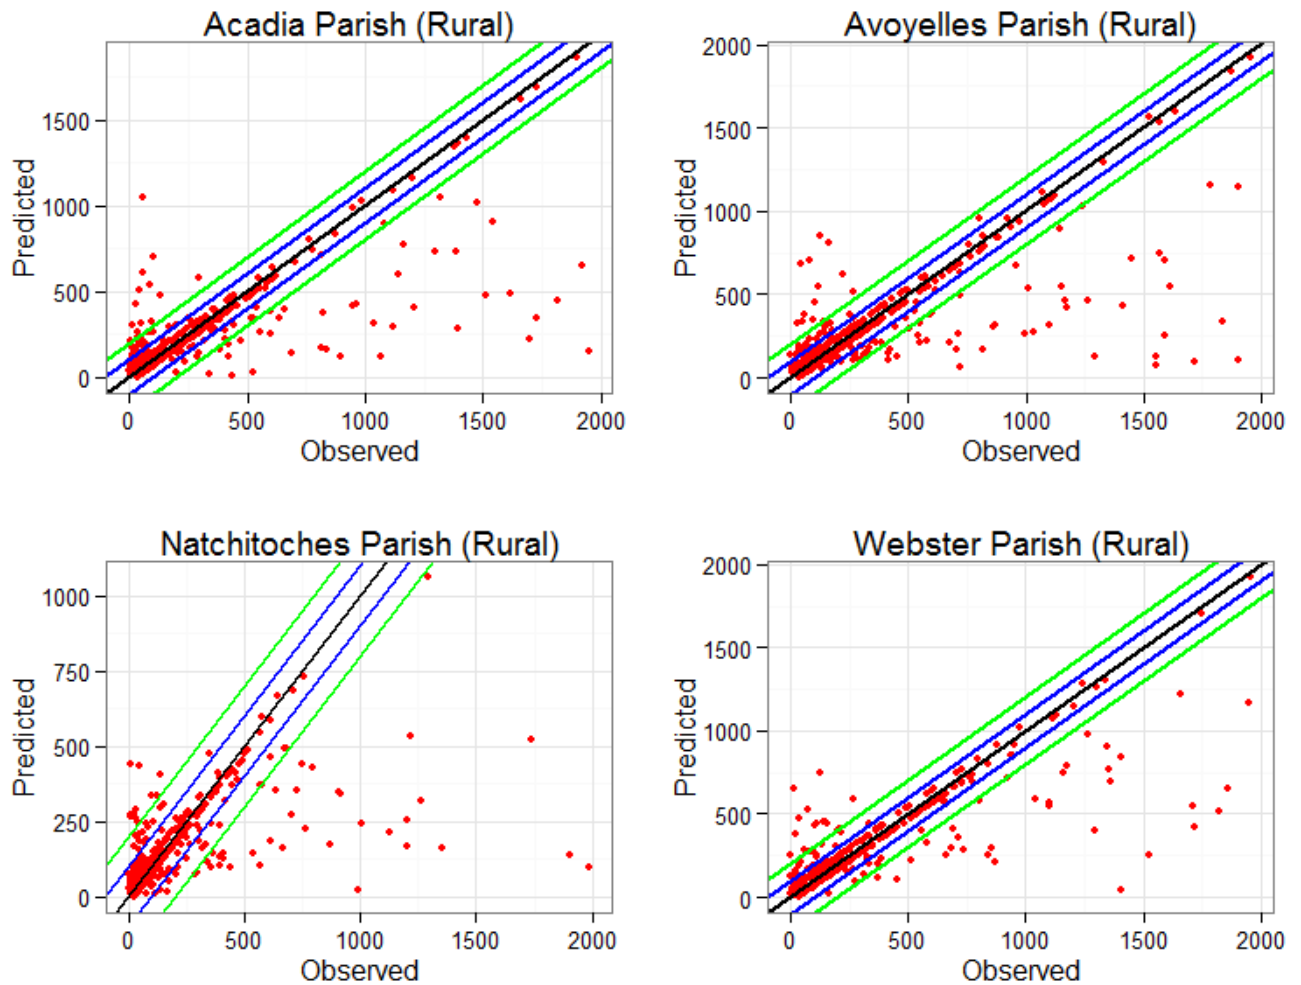 Acadia Parish (Rural)
Predicted
1500
1000
500
0
0 500 1000 1500 2000
Observed
Avoyelles Parish (Rural)
Predicted
2000
1500
1000
500
0
0 500 1000 1500 2000
Observed
Natchitoches Parish (Rural)
Predicted
1000
750
500
250
0
0 500 1000 1500 2000
Observed
Webster Parish (Rural)
Predicted
2000
1500
1000
500
0
0 500 1000 1500 2000
Observed